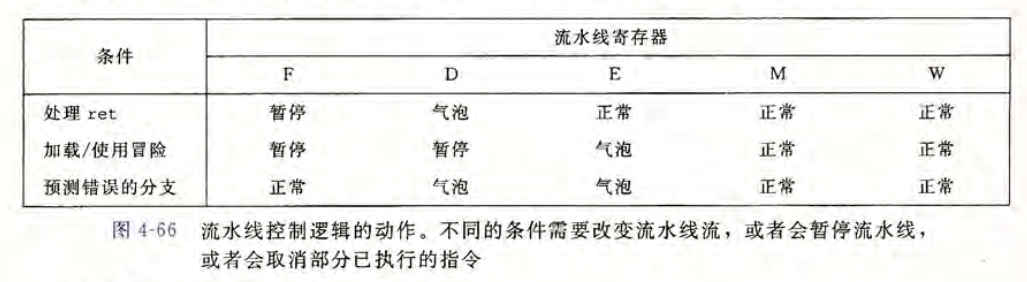 条件 流水线寄存器
F D E M W
处理 ret 暂停 气泡 正常 正常 正常
加载/使用冒险 暂停 暂停 气泡 正常 正常
预测错误的分支 正常 气泡 气泡 正常 正常
图 4-66 流水线控制逻辑的动作。不同的条件需要改变流水线流，或者会暂停流水线，
或者会取消部分已执行的指令